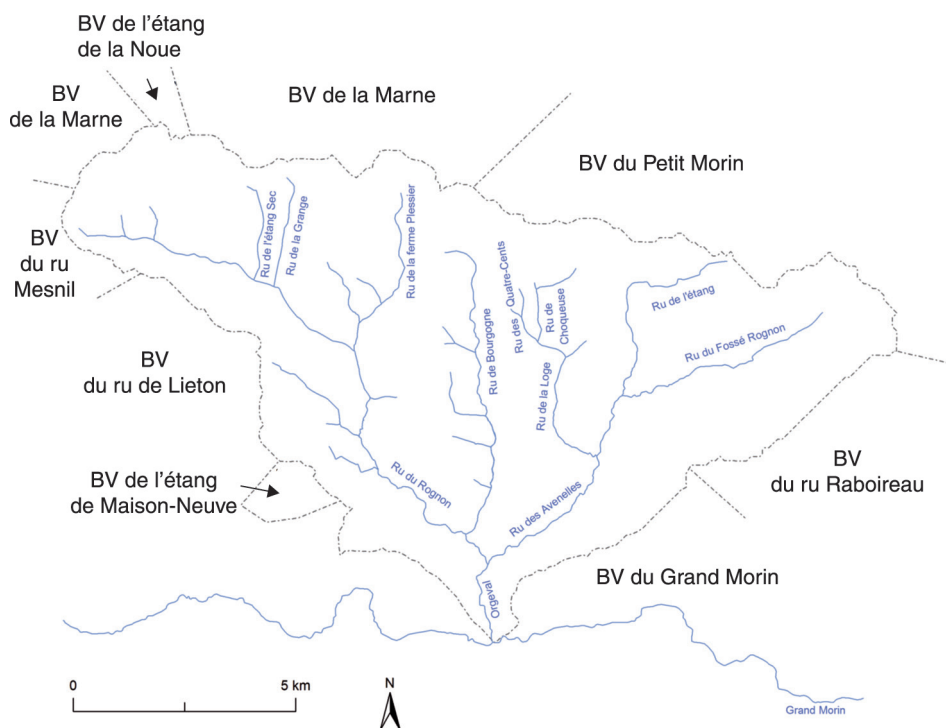 BV de l'étang
de la Noue
BV
de la Marne
BV de la Marne
BV du Petit Morin
BV
du ru
Mesnil
Ru de l'étang Sec
Ru de la Grange
Ru de la ferme Plessier
Ru de Bourgogne
Ru des Quatre-Cents
Ru de
Choqueuse
Ru de la Loge
Ru de l'étang
Ru du Fossé Rognon
BV
du ru de Lieton
BV de l'étang
de Maison-Neuve
Ru du Rognon
Ru des Avenelles
BV
du ru Raboireau
Orgeval
BV du Grand Morin
0 5 km
N
Grand Morin